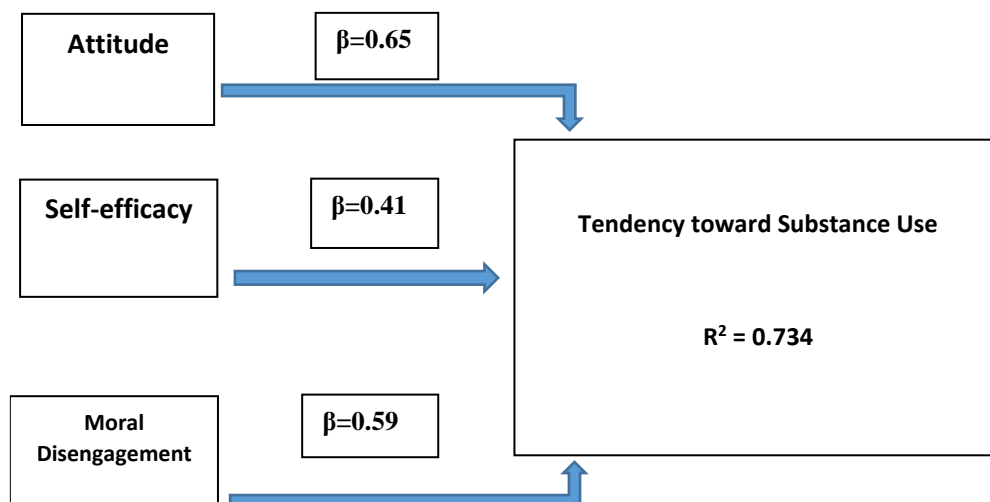 Attitude
β=0.65
Self-efficacy
β=0.41
Tendency toward Substance Use
R² = 0.734
Moral
Disengagement
β=0.59